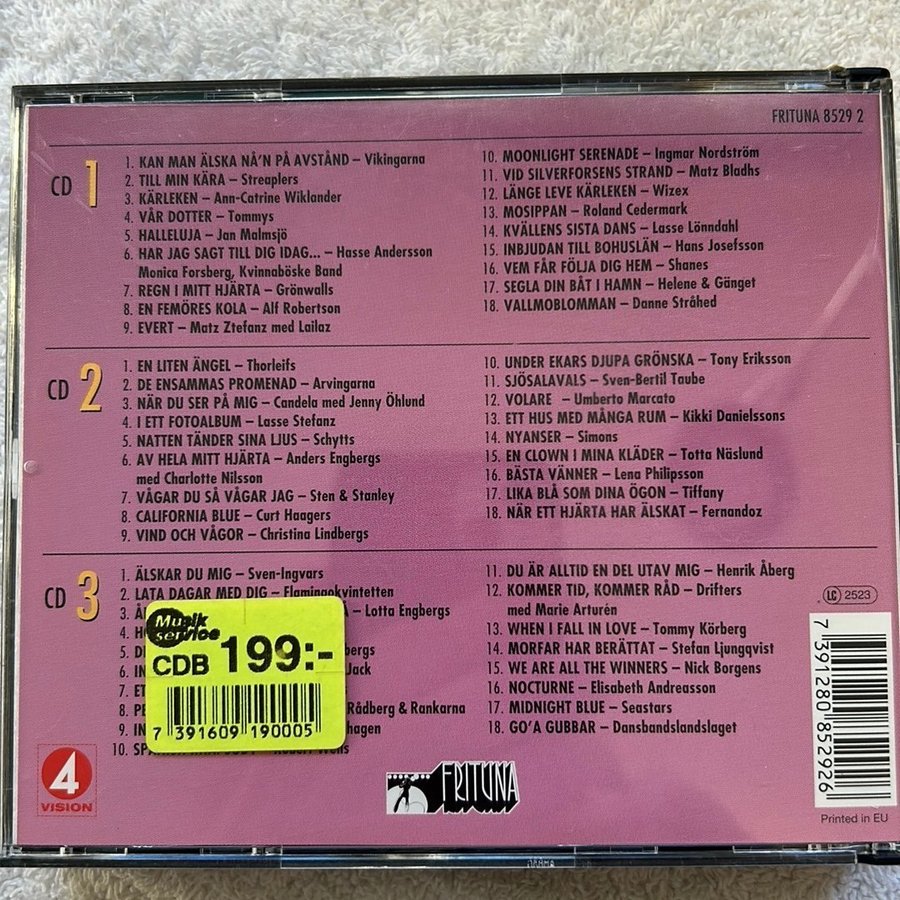 FRITUNA 8529 2
CD 1
1. KAN MAN ÄLSKA NÅ'N PÅ AVSTÅND – Vikingarna
2. TILL MIN KÄRA – Streaplers
3. KÄRLEKEN – Ann-Catrine Wiklander
4. VÅR DOTTER – Tommys
5. HALLELUJA – Jan Malmsjö
6. HAR JAG SAGT TILL DIG IDAG... – Hasse Andersson
Monica Forsberg, Kvinnaböske Band
7. REGN I MITT HJÄRTA – Grönwalls
8. EN FEMÖRES KOLA – Alf Robertson
9. EVERT – Matz Ztefanz med Lailaz
10. MOONLIGHT SERENADE – Ingmar Nordström
11. VID SILVERFORSENS STRAND – Matz Bladhs
12. LÄNGE LEVE KÄRLEKEN – Wizex
13. MOSIPPAN – Roland Cedermark
14. KVÄLLENS SISTA DANS – Lasse Lönndahl
15. INBJUDAN TILL BOHUSLÄN – Hans Josefsson
16. VEM FÅR FÖLJA DIG HEM – Shanes
17. SEGLA DIN BÅT I HAMN – Helene & Gänget
18. VALLMOBLOMMAN – Danne Stråhed
CD 2
1. EN LITEN ÄNGEL – Thorleifs
2. DE ENSAMMAS PROMENAD – Arvingarna
3. NÄR DU SER PÅ MIG – Candela med Jenny Öhlund
4. I ETT FOTOALBUM – Lasse Stefanz
5. NATTEN TÄNDER SINA LJUS – Schytts
6. AV HELA MITT HJÄRTA – Anders Engbergs
med Charlotte Nilsson
7. VÅGAR DU SÅ VÅGAR JAG – Sten & Stanley
8. CALIFORNIA BLUE – Curt Haagers
9. VIND OCH VÅGOR – Christina Lindbergs
10. UNDER EKARS DJUPA GRÖNSKA – Tony Eriksson
11. SJÖSALAVALS – Sven-Bertil Taube
12. VOLARE – Umberto Marcato
13. ETT HUS MED MÅNGA RUM – Kikki Danielssons
14. NYANSER – Simons
15. EN CLOWN I MINA KLÄDER – Totta Näslund
16. BÄSTA VÄNNER – Lena Philipsson
17. LIKA BLÅ SOM DINA ÖGON – Tiffany
18. NÄR ETT HJÄRTA HAR ÄLSKAT – Fernandoz
CD 3
1. ÄLSKAR DU MIG – Sven-Ingvars
2. LATA DAGAR MED DIG – Flamingokvintetten
3. – Lotta Engbergs
4.
5.
6. Jack
7.
8. Rådberg & Rankarna
9.
10.
11. DU ÄR ALLTID EN DEL UTAV MIG – Henrik Åberg
12. KOMMER TID, KOMMER RÅD – Drifters
med Marie Arturén
13. WHEN I FALL IN LOVE – Tommy Körberg
14. MORFAR HAR BERÄTTAT – Stefan Ljungqvist
15. WE ARE ALL THE WINNERS – Nick Borgens
16. NOCTURNE – Elisabeth Andreasson
17. MIDNIGHT BLUE – Seastars
18. GO'A GUBBAR – Dansbandslandslaget
Musik
service
CDB 199:-
7 391609 190005
LC 2523
7 391280 852926
Printed in EU
4
VISION
FRITUNA